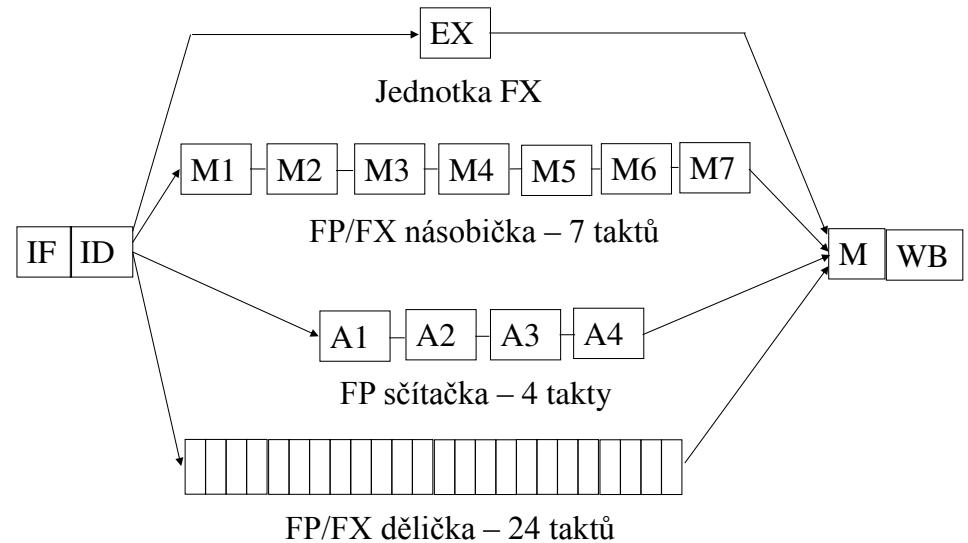 EX
Jednotka FX
M1 M2 M3 M4 M5 M6 M7
FP/FX násobička – 7 taktů
IF ID
M WB
A1 A2 A3 A4
FP sčítačka – 4 takty
FP/FX dělička – 24 taktů